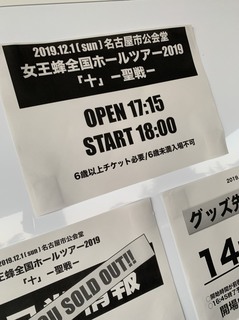 2019.12.1(sun)名古屋市公会堂
女王蜂全国ホールツアー2019
「十」－聖戦－
OPEN 17:15
START 18:00
6歳以上チケット必要/6歳未満入場不可
2019.12.1(sun)名古屋市公会堂
女王蜂全国ホールツアー2019
「十」－聖戦－
SOLD OUT!!
情報
2019.
グッズ先
14
開場